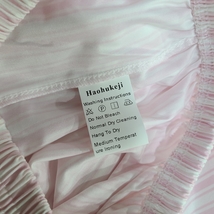 Haohukeji
Washing Instructions
Do Not Bleach
Normal Dry Cleaning
Hang To Dry
Medium Temperat
ure Ironing